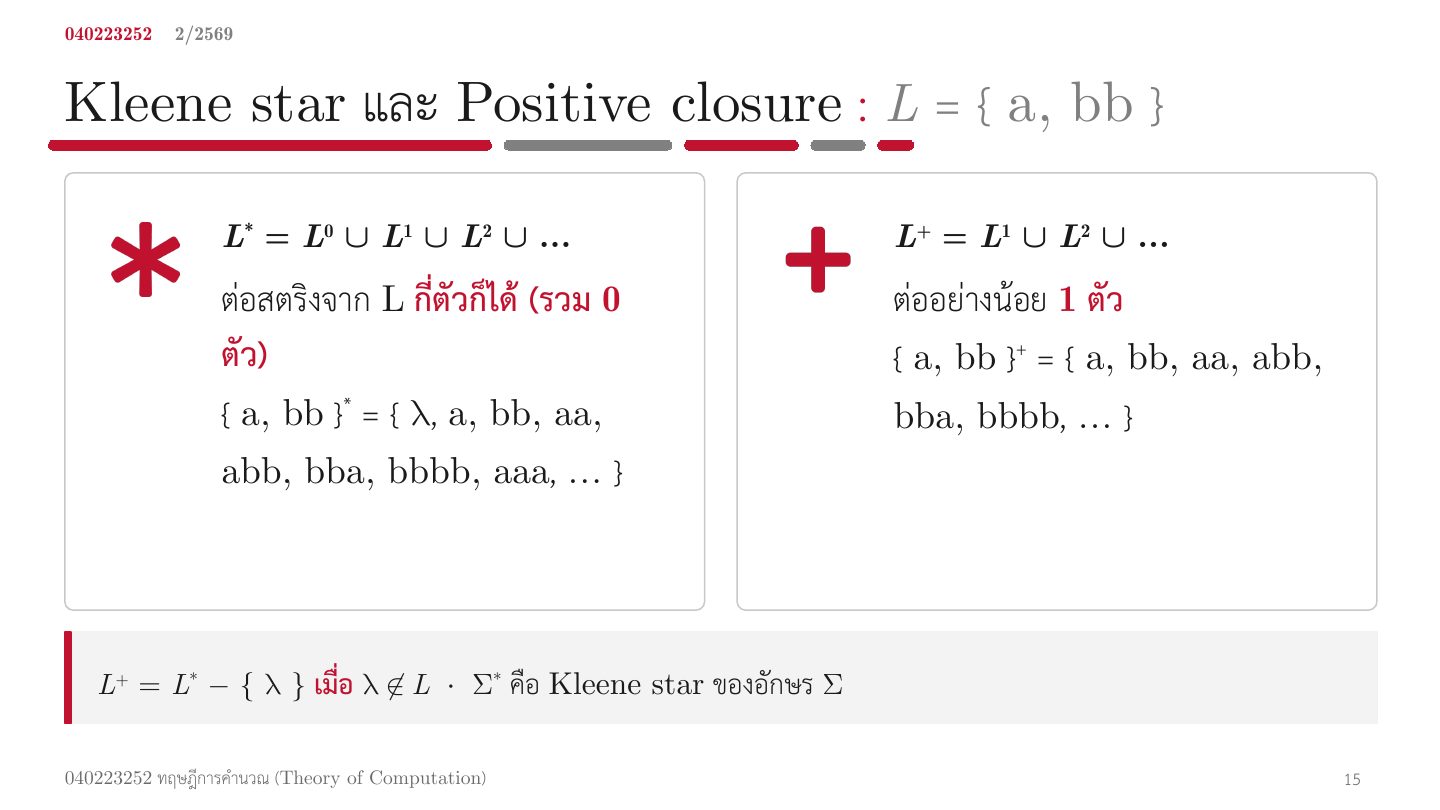 040223252 2/2569
Kleene star และ Positive closure : L = { a, bb }
L* = L⁰ ∪ L¹ ∪ L² ∪ …
ต่อสตริงจาก L กี่ตัวก็ได้ (รวม 0
ตัว)
{ a, bb }* = { λ, a, bb, aa,
abb, bba, bbbb, aaa, … }
L⁺ = L¹ ∪ L² ∪ …
ต่ออย่างน้อย 1 ตัว
{ a, bb }⁺ = { a, bb, aa, abb,
bba, bbbb, … }
L⁺ = L* − { λ } เมื่อ λ ∉ L · Σ* คือ Kleene star ของอักษร Σ
040223252 ทฤษฎีการคำนวณ (Theory of Computation)
15